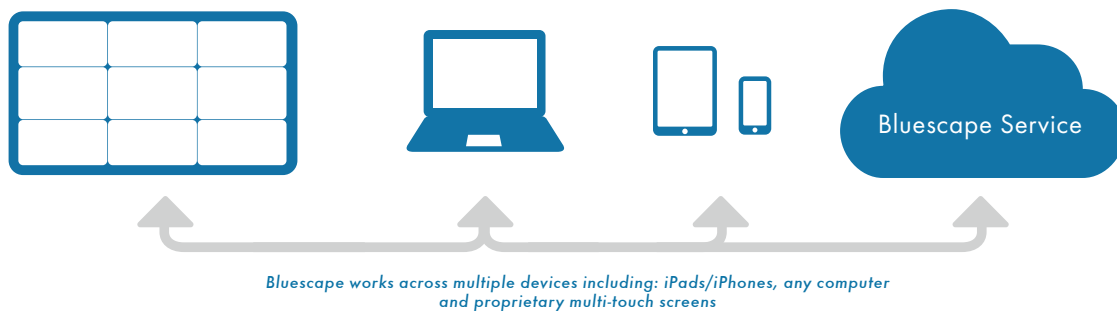 Bluescape Service
Bluescape works across multiple devices including: iPads/iPhones, any computer
and proprietary multi-touch screens